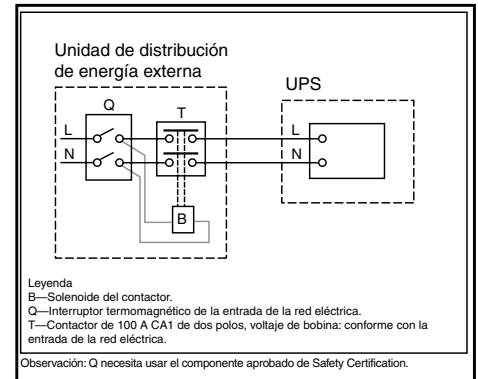 Unidad de distribución
de energía externa
UPS
Q
T
L
N
L
N
B
Leyenda
B—Solenoide del contactor.
Q—Interruptor termomagnético de la entrada de la red eléctrica.
T—Contactor de 100 A CA1 de dos polos, voltaje de bobina: conforme con la
entrada de la red eléctrica.
Observación: Q necesita usar el componente aprobado de Safety Certification.